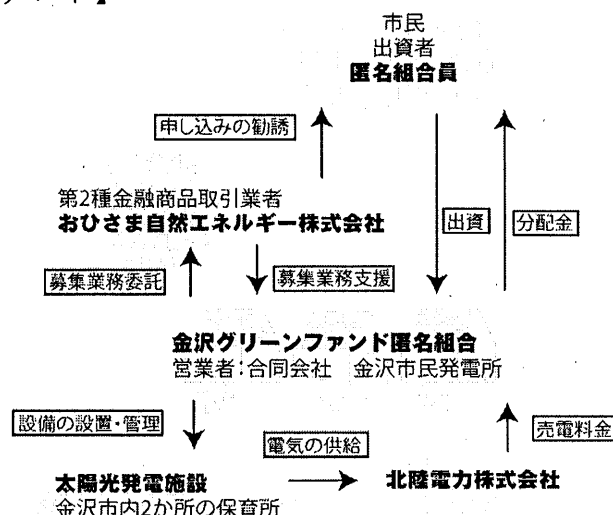 市民
出資者
匿名組合員
申し込みの勧誘
第2種金融商品取引業者
おひさま自然エネルギー株式会社
出資
分配金
募集業務委託
募集業務支援
金沢グリーンファンド匿名組合
営業者:合同会　社 金沢市民発電所
設備の設置・管理
電気の供給
売電料金
太陽光発電施設
金沢市内2か所の保育所
北陸電力株式会社